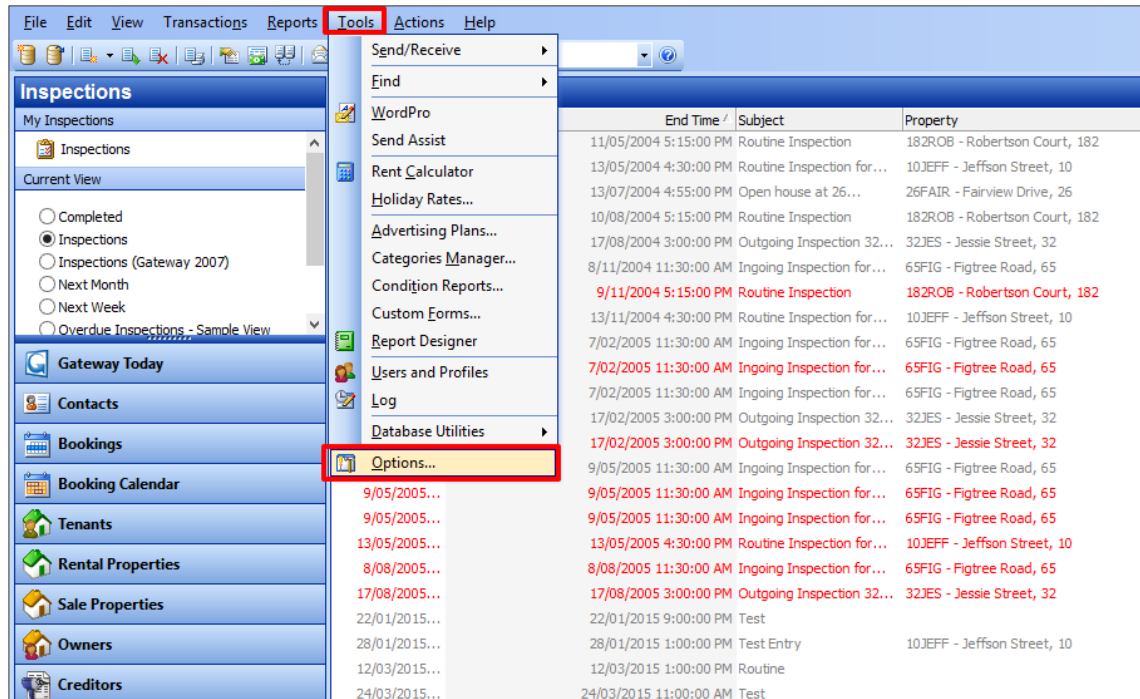 File Edit View Transactions Reports Tools Actions Help
Inspections
My Inspections
Inspections
Current View
Completed
Inspections
Inspections (Gateway 2007)
Next Month
Next Week
Overdue Inspections - Sample View
Gateway Today
Contacts
Bookings
Booking Calendar
Tenants
Rental Properties
Sale Properties
Owners
Creditors
Send/Receive
Find
WordPro
Send Assist
Rent Calculator
Holiday Rates...
Advertising Plans...
Categories Manager...
Condition Reports...
Custom Forms...
Report Designer
Users and Profiles
Log
Database Utilities
Options...
End Time Subject Property
11/05/2004 5:15:00 PM Routine Inspection 182ROB - Robertson Court, 182
13/05/2004 4:30:00 PM Routine Inspection for... 10JEFF - Jeffson Street, 10
13/07/2004 4:55:00 PM Open house at 26... 26FAIR - Fairview Drive, 26
10/08/2004 5:15:00 PM Routine Inspection 182ROB - Robertson Court, 182
17/08/2004 3:00:00 PM Outgoing Inspection 32... 32JES - Jessie Street, 32
8/11/2004 11:30:00 AM Ingoing Inspection for... 65FIG - Figtree Road, 65
9/11/2004 5:15:00 PM Routine Inspection 182ROB - Robertson Court, 182
13/11/2004 4:30:00 PM Routine Inspection for... 10JEFF - Jeffson Street, 10
7/02/2005 11:30:00 AM Ingoing Inspection for... 65FIG - Figtree Road, 65
7/02/2005 11:30:00 AM Ingoing Inspection for... 65FIG - Figtree Road, 65
7/02/2005 11:30:00 AM Ingoing Inspection for... 65FIG - Figtree Road, 65
17/02/2005 3:00:00 PM Outgoing Inspection 32... 32JES - Jessie Street, 32
17/02/2005 3:00:00 PM Outgoing Inspection 32... 32JES - Jessie Street, 32
9/05/2005 11:30:00 AM Ingoing Inspection for... 65FIG - Figtree Road, 65
9/05/2005... 9/05/2005 11:30:00 AM Ingoing Inspection for... 65FIG - Figtree Road, 65
9/05/2005... 9/05/2005 11:30:00 AM Ingoing Inspection for... 65FIG - Figtree Road, 65
13/05/2005... 13/05/2005 4:30:00 PM Routine Inspection for... 10JEFF - Jeffson Street, 10
8/08/2005... 8/08/2005 11:30:00 AM Ingoing Inspection for... 65FIG - Figtree Road, 65
17/08/2005... 17/08/2005 3:00:00 PM Outgoing Inspection 32... 32JES - Jessie Street, 32
22/01/2015... 22/01/2015 9:00:00 PM Test
28/01/2015... 28/01/2015 1:00:00 PM Test Entry 10JEFF - Jeffson Street, 10
12/03/2015... 12/03/2015 1:00:00 PM Routine
24/03/2015... 24/03/2015 11:00:00 AM Test